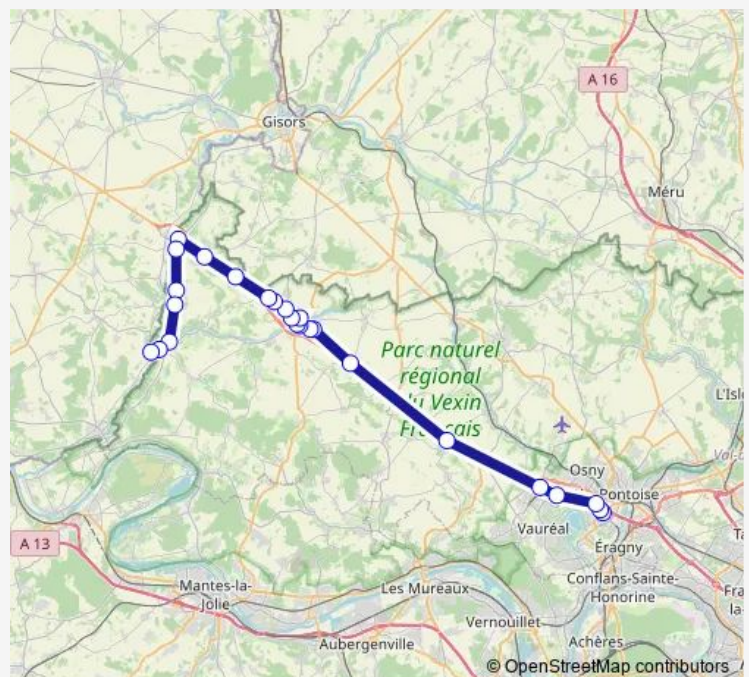 A 16
Gisors
Méru
Parc naturel
régional
du Vexin
Français
L'Isle
Osny
Pontoise
Vauréal
Éragny
A 13
Conflans-Sainte-
Honorine
Mantes-la-
Jolie
Les Mureaux
Vernouillet
Aubergenville
Achères
© OpenStreetMap contributors